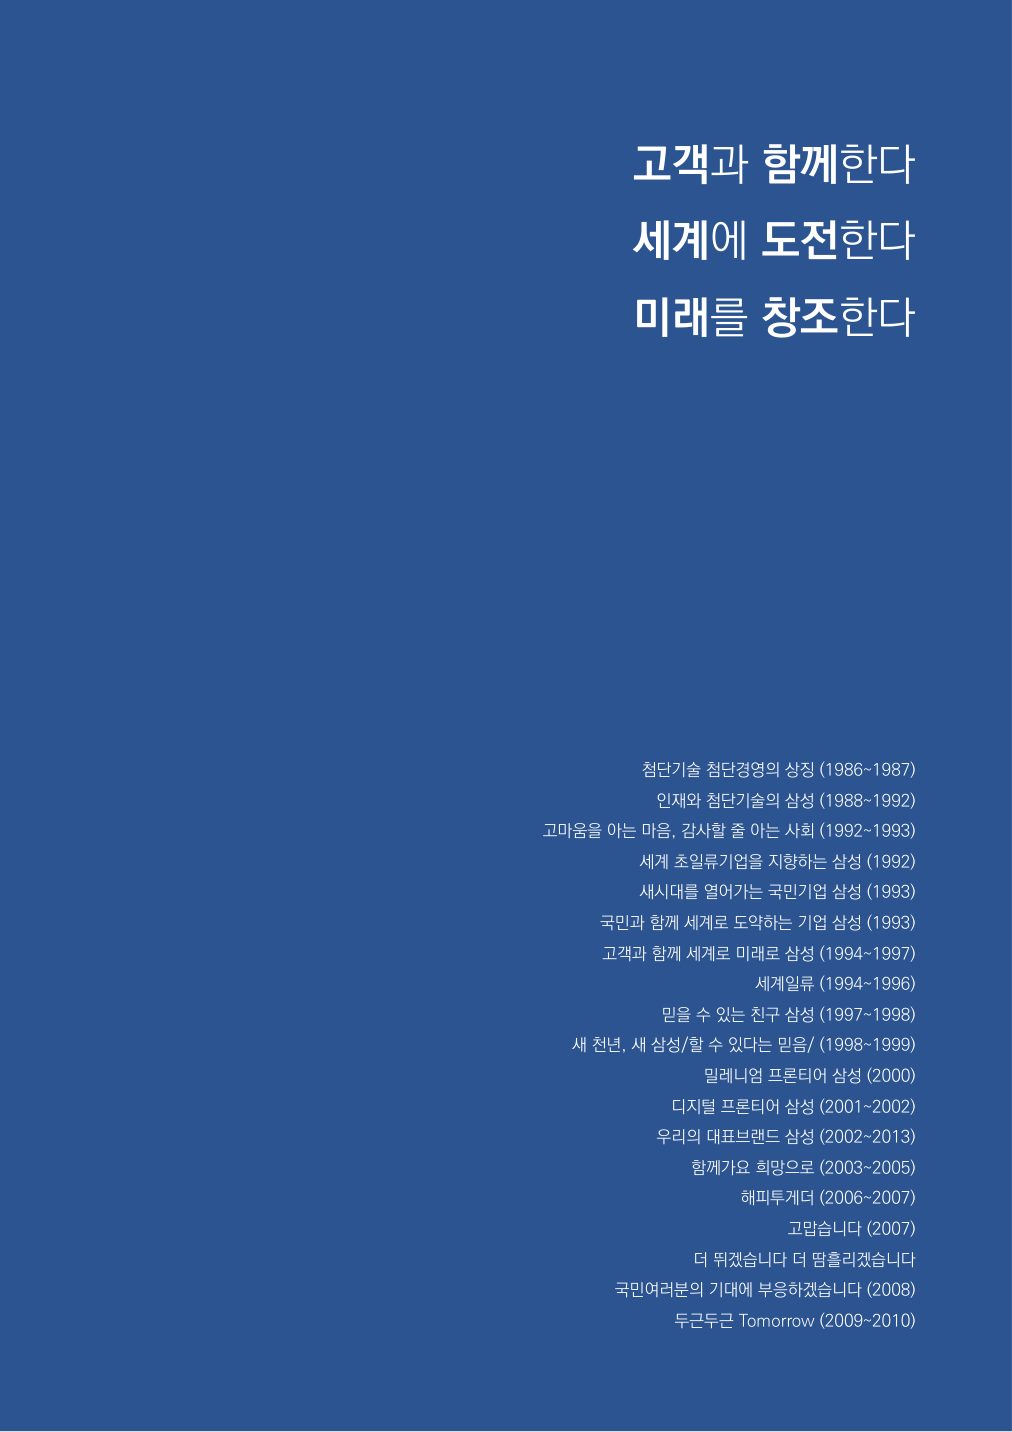 고객과 함께한다
세계에 도전한다
미래를 창조한다
첨단기술 첨단경영의 상징 (1986~1987)
인재와 첨단기술의 삼성 (1988~1992)
고마움을 아는 마음, 감사할 줄 아는 사회 (1992~1993)
세계 초일류기업을 지향하는 삼성 (1992)
새시대를 열어가는 국민기업 삼성 (1993)
국민과 함께 세계로 도약하는 기업 삼성 (1993)
고객과 함께 세계로 미래로 삼성 (1994~1997)
세계일류 (1994~1996)
믿을 수 있는 친구 삼성 (1997~1998)
새 천년, 새 삼성/할 수 있다는 믿음/ (1998~1999)
밀레니엄 프론티어 삼성 (2000)
디지털 프론티어 삼성 (2001~2002)
우리의 대표브랜드 삼성 (2002~2013)
함께가요 희망으로 (2003~2005)
해피투게더 (2006~2007)
고맙습니다 (2007)
더 뛰겠습니다 더 땀흘리겠습니다
국민여러분의 기대에 부응하겠습니다 (2008)
두근두근 Tomorrow (2009~2010)